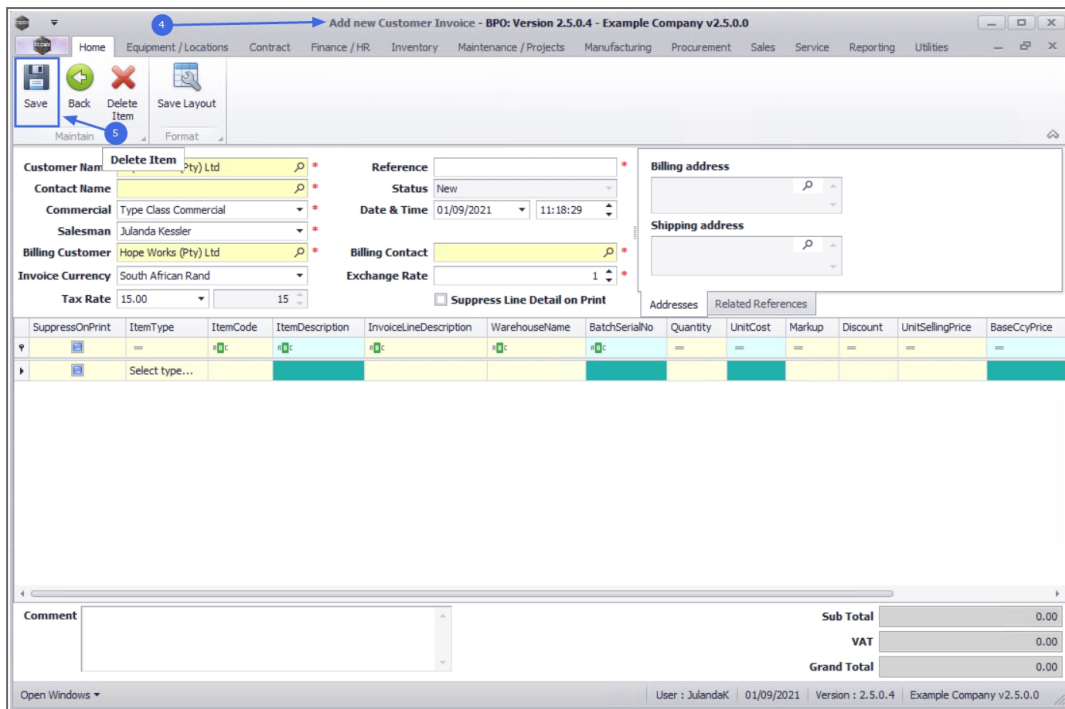 4
Add new Customer Invoice - BPO: Version 2.5.0.4 - Example Company v2.5.0.0
Home Equipment / Locations Contract Finance / HR Inventory Maintenance / Projects Manufacturing Procurement Sales Service Reporting Utilities
Save Back Delete Item Save Layout
Maintain 5 Format
Delete Item
Customer Nam (Pty) Ltd * Reference * Billing address
Contact Name * Status New
Commercial Type Class Commercial * Date & Time 01/09/2021 11:18:29
Salesman Julanda Kessler * Shipping address
Billing Customer Hope Works (Pty) Ltd * Billing Contact *
Invoice Currency South African Rand Exchange Rate 1 *
Tax Rate 15.00 15 Suppress Line Detail on Print Addresses Related References
SuppressOnPrint ItemType ItemCode ItemDescription InvoiceLineDescription WarehouseName BatchSerialNo Quantity UnitCost Markup Discount UnitSellingPrice BaseCcyPrice
= = = = = = =
Select type...
Comment Sub Total 0.00
VAT 0.00
Grand Total 0.00
Open Windows User : JulandaK 01/09/2021 Version : 2.5.0.4 Example Company v2.5.0.0